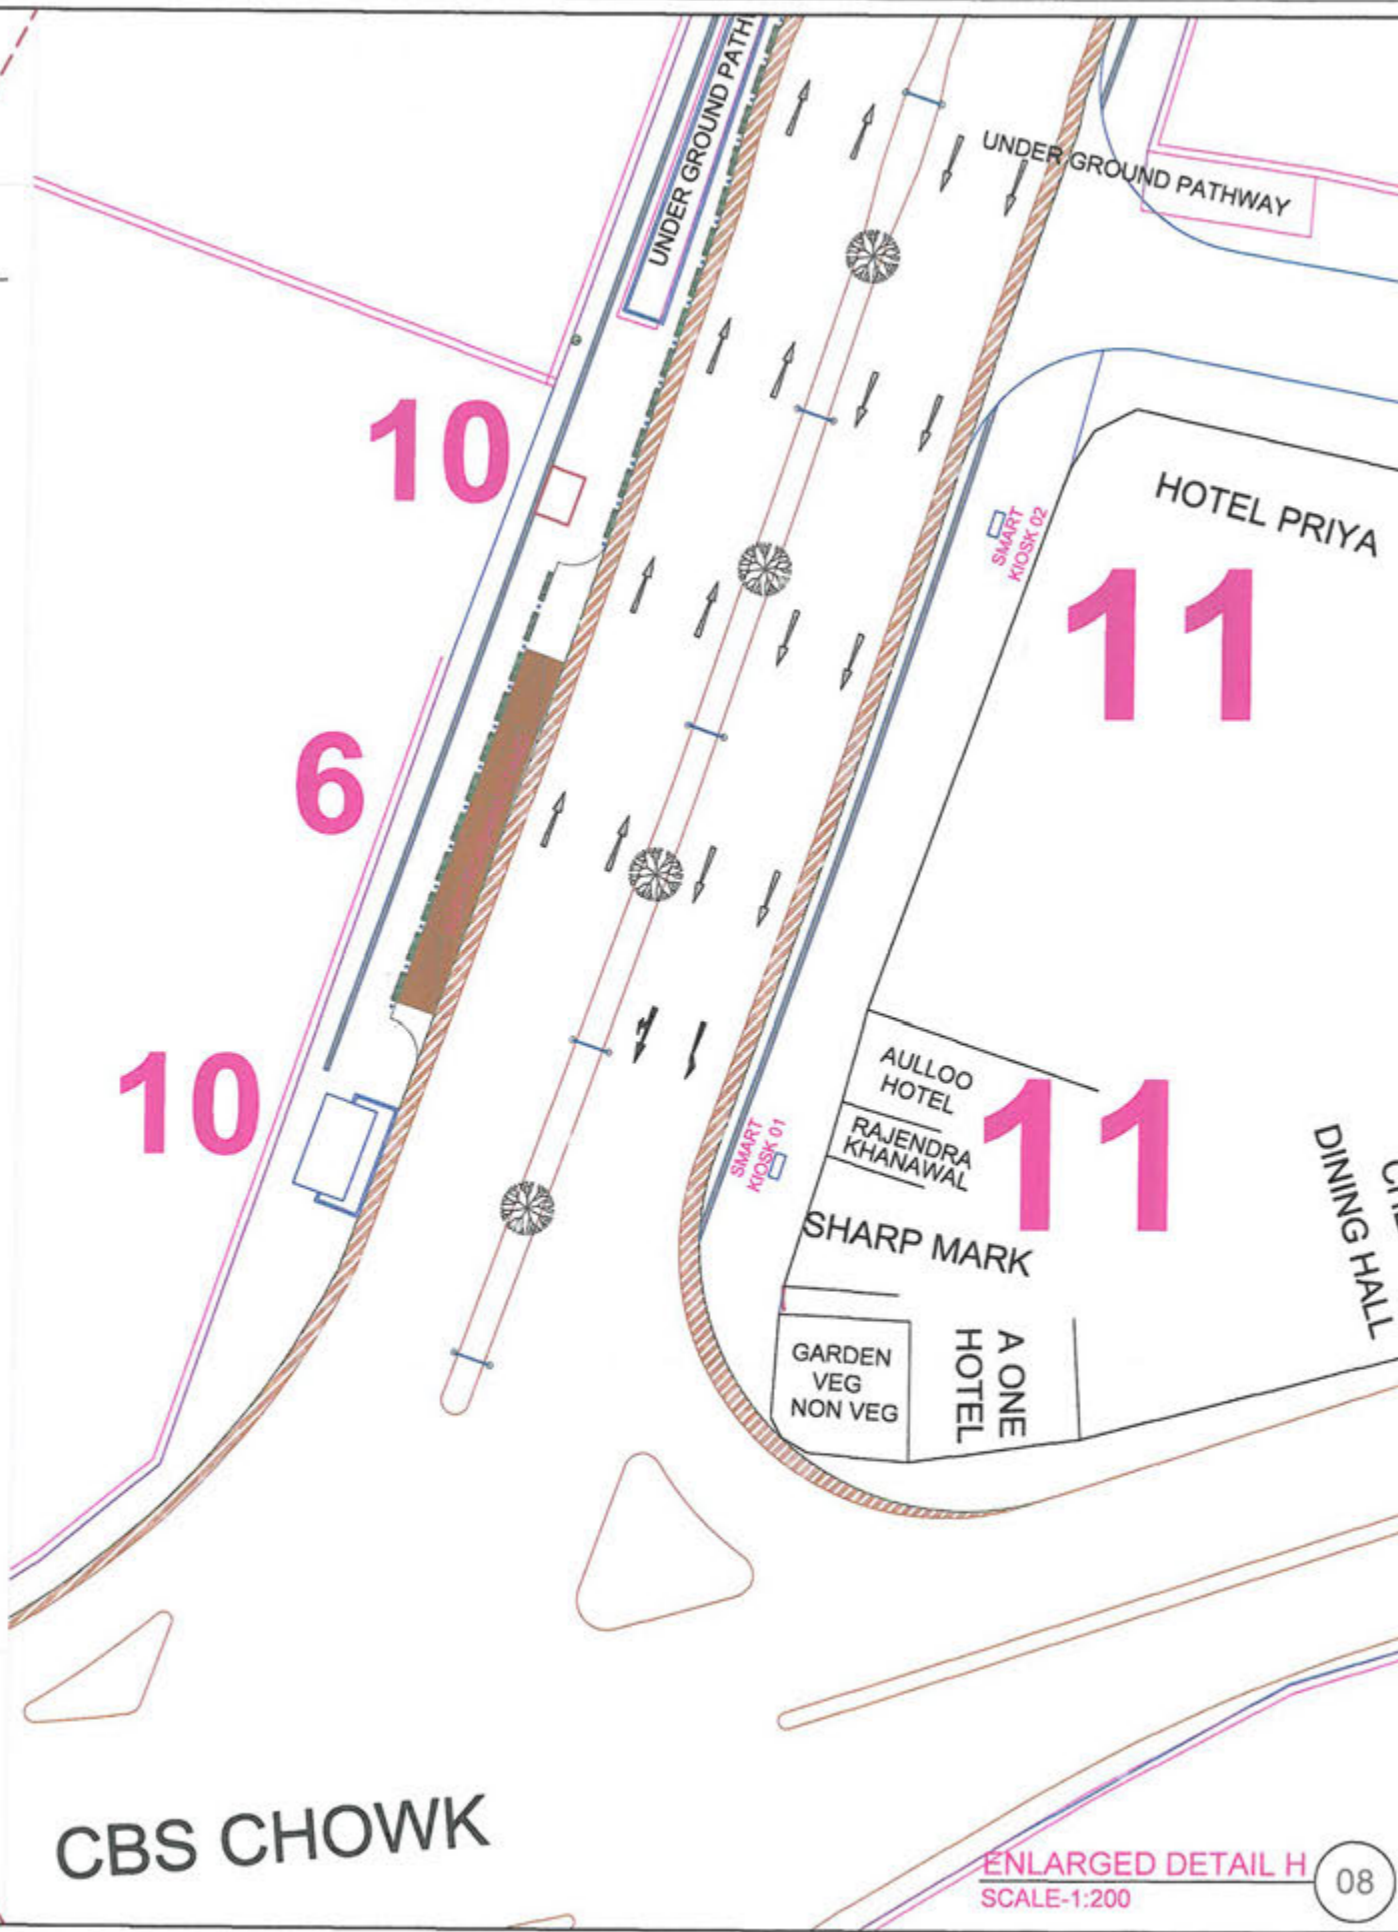 UNDER GROUND PATH
UNDER GROUND PATHWAY
10
HOTEL PRIYA
SMART
KIOSK 02
11
6
10
AULLOO
HOTEL
RAJENDRA
KHANAWAL
11
SMART
KIOSK 01
SHARP MARK
DINING HALL
GARDEN
VEG
NON VEG
A ONE
HOTEL
CBS CHOWK
ENLARGED DETAIL H
08
SCALE-1:200